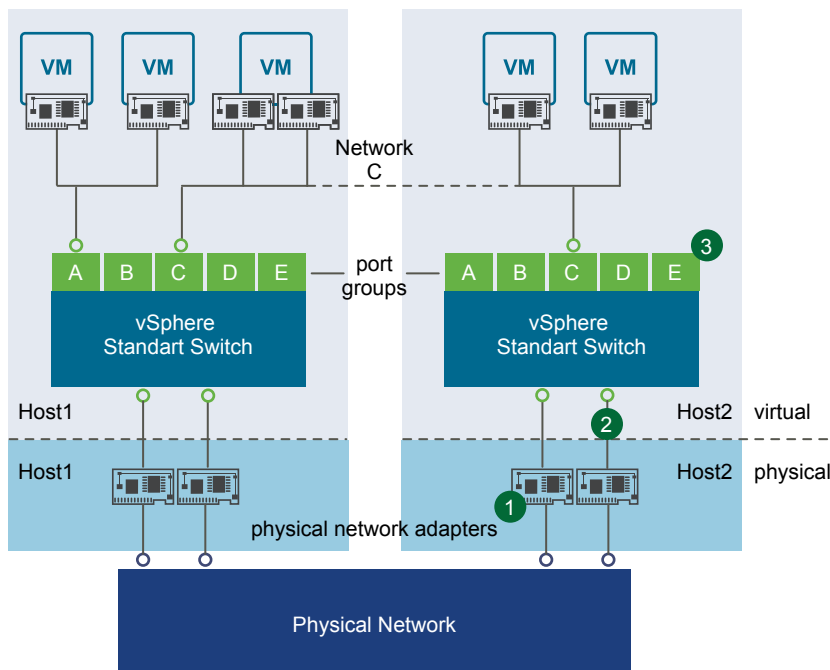 VM
VM
VM
VM
VM
Network
C
3
A
B
C
D
E
port
groups
A
B
C
D
E
vSphere
Standart Switch
vSphere
Standart Switch
Host1
2
Host2
virtual
Host1
Host2
physical
1
physical network adapters
Physical Network